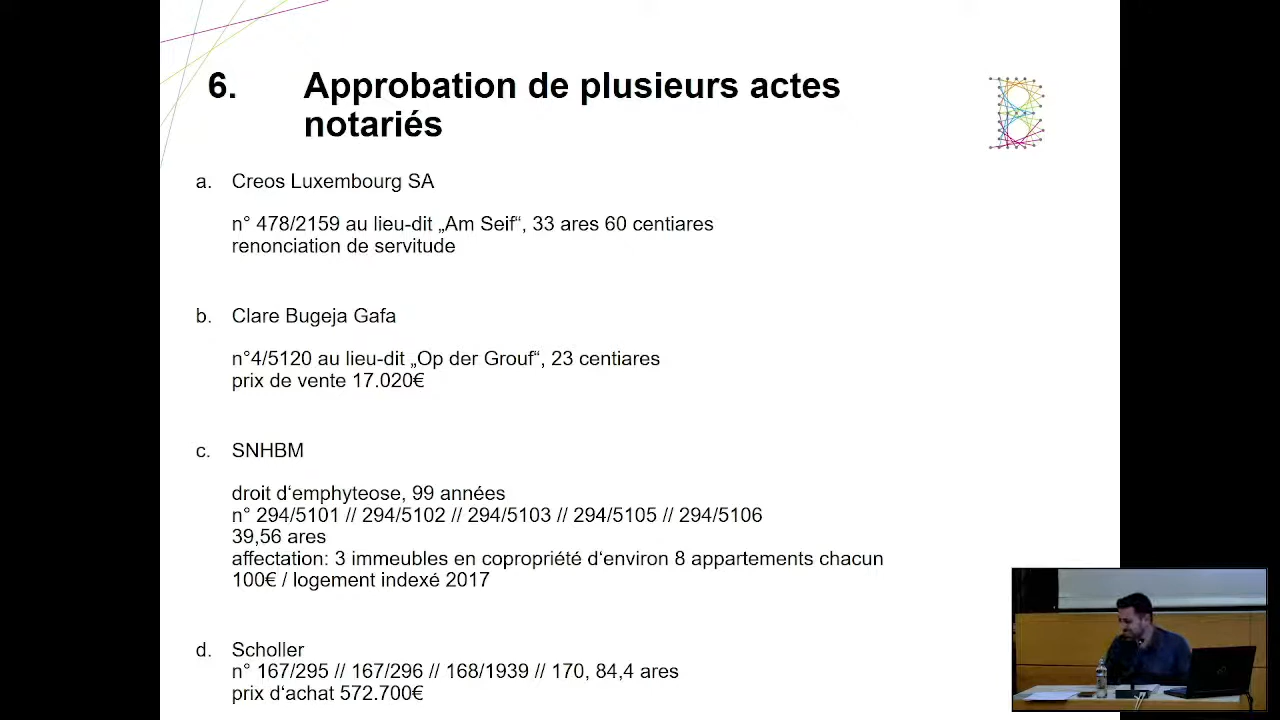 6. Approbation de plusieurs actes
notariés
a. Creos Luxembourg SA
n° 478/2159 au lieu-dit „Am Seif“, 33 ares 60 centiares
renonciation de servitude
b. Clare Bugeja Gafa
n°4/5120 au lieu-dit „Op der Grouf“, 23 centiares
prix de vente 17.020€
c. SNHBM
droit d‘emphyteose, 99 années
n° 294/5101 // 294/5102 // 294/5103 // 294/5105 // 294/5106
39,56 ares
affectation: 3 immeubles en copropriété d‘environ 8 appartements chacun
100€ / logement indexé 2017
d. Scholler
n° 167/295 // 167/296 // 168/1939 // 170, 84,4 ares
prix d‘achat 572.700€